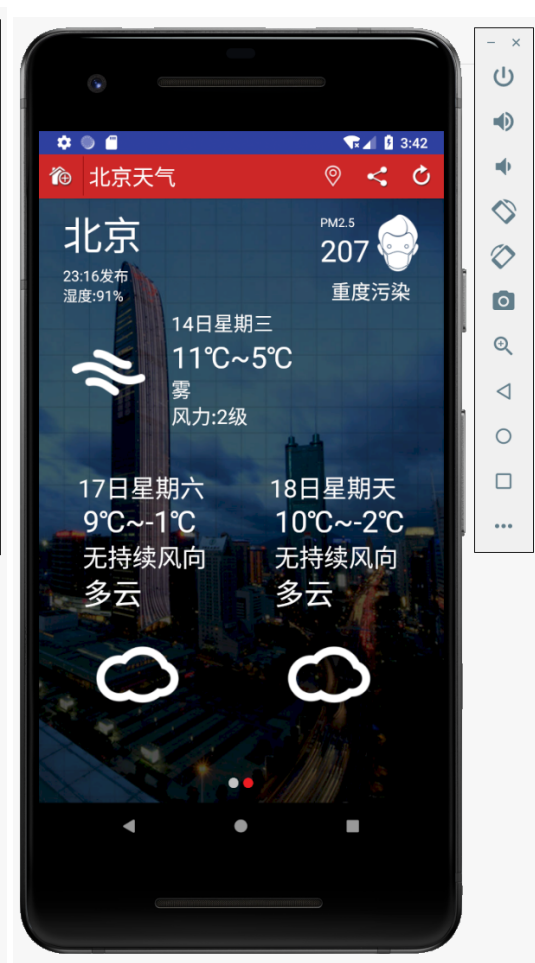 3:42
北京天气
北京
PM2.5
207
23:16发布
湿度:91%
重度污染
14日星期三
11℃~5℃
雾
风力:2级
17日星期六
9℃~-1℃
无持续风向
多云
18日星期天
10℃~-2℃
无持续风向
多云